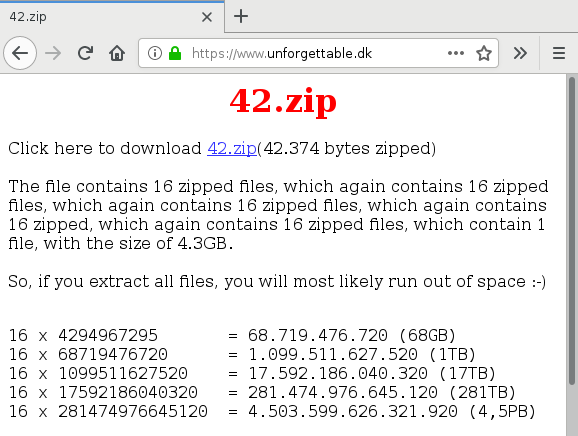 42.zip
https://www.unforgettable.dk
42.zip
Click here to download 42.zip(42.374 bytes zipped)
The file contains 16 zipped files, which again contains 16 zipped
files, which again contains 16 zipped files, which again contains
16 zipped, which again contains 16 zipped files, which contain 1
file, with the size of 4.3GB.
So, if you extract all files, you will most likely run out of space :-)
16 x 4294967295 = 68.719.476.720 (68GB)
16 x 68719476720 = 1.099.511.627.520 (1TB)
16 x 1099511627520 = 17.592.186.040.320 (17TB)
16 x 17592186040320 = 281.474.976.645.120 (281TB)
16 x 281474976645120 = 4.503.599.626.321.920 (4,5PB)